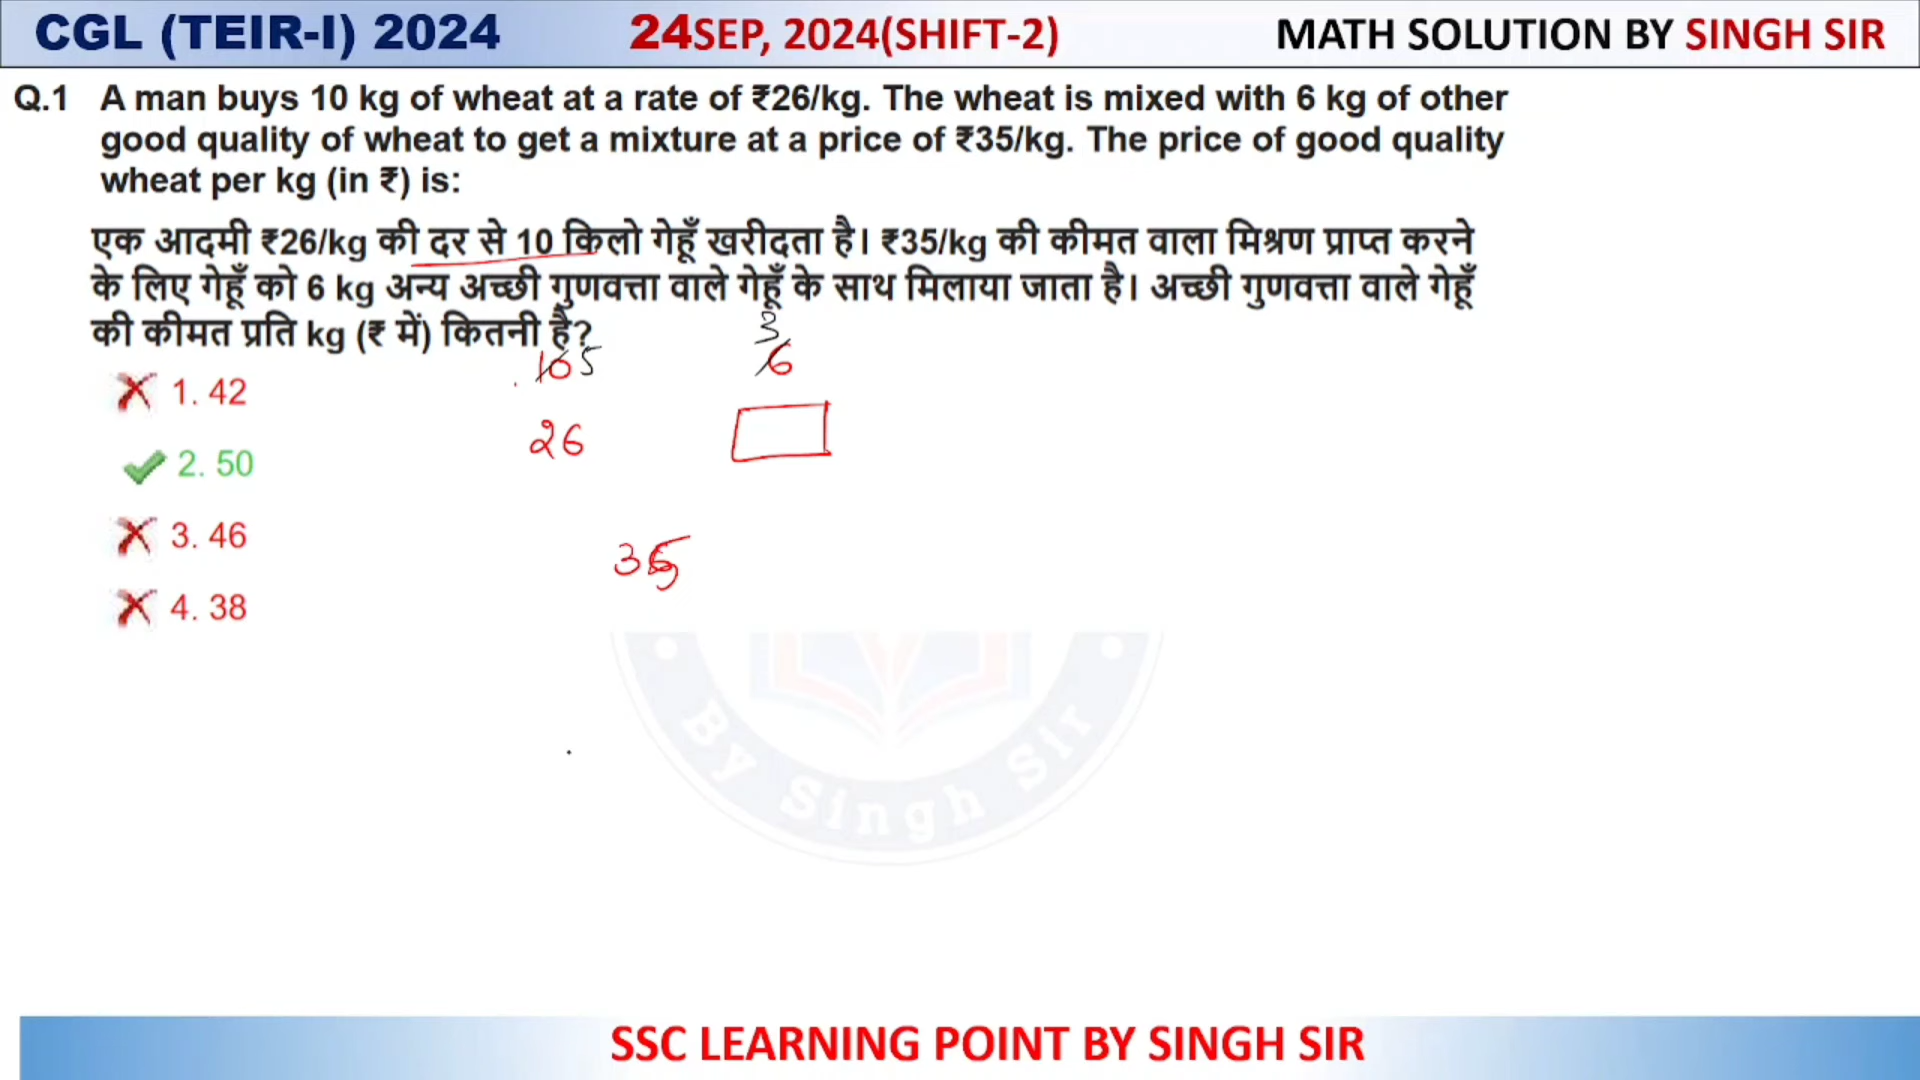 CGL (TEIR-I) 2024 24SEP, 2024(SHIFT-2) MATH SOLUTION BY SINGH SIR
Q.1 A man buys 10 kg of wheat at a rate of ₹26/kg. The wheat is mixed with 6 kg of other
good quality of wheat to get a mixture at a price of ₹35/kg. The price of good quality
wheat per kg (in ₹) is:
एक आदमी ₹26/kg की दर से 10 किलो गेहूँ खरीदता है। ₹35/kg की कीमत वाला मिश्रण प्राप्त करने
के लिए गेहूँ को 6 kg अन्य अच्छी गुणवत्ता वाले गेहूँ के साथ मिलाया जाता है। अच्छी गुणवत्ता वाले गेहूँ
की कीमत प्रति kg (₹ में) कितनी है?
3
10 5 6
1. 42
26
2. 50
3. 46
35
4. 38
By Singh Sir
SSC LEARNING POINT BY SINGH SIR